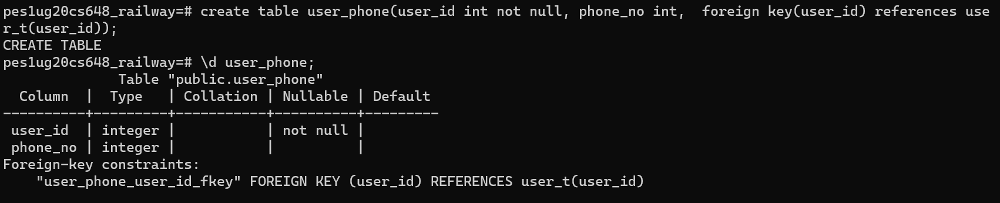 pes1ug20cs648_railway=# create table user_phone(user_id int not null, phone_no int,  foreign key(user_id) references use
r_t(user_id));
CREATE TABLE
pes1ug20cs648_railway=# \d user_phone;
              Table "public.user_phone"
  Column  |  Type   | Collation | Nullable | Default
----------+---------+-----------+----------+---------
 user_id  | integer |           | not null |
 phone_no | integer |           |          |
Foreign-key constraints:
    "user_phone_user_id_fkey" FOREIGN KEY (user_id) REFERENCES user_t(user_id)